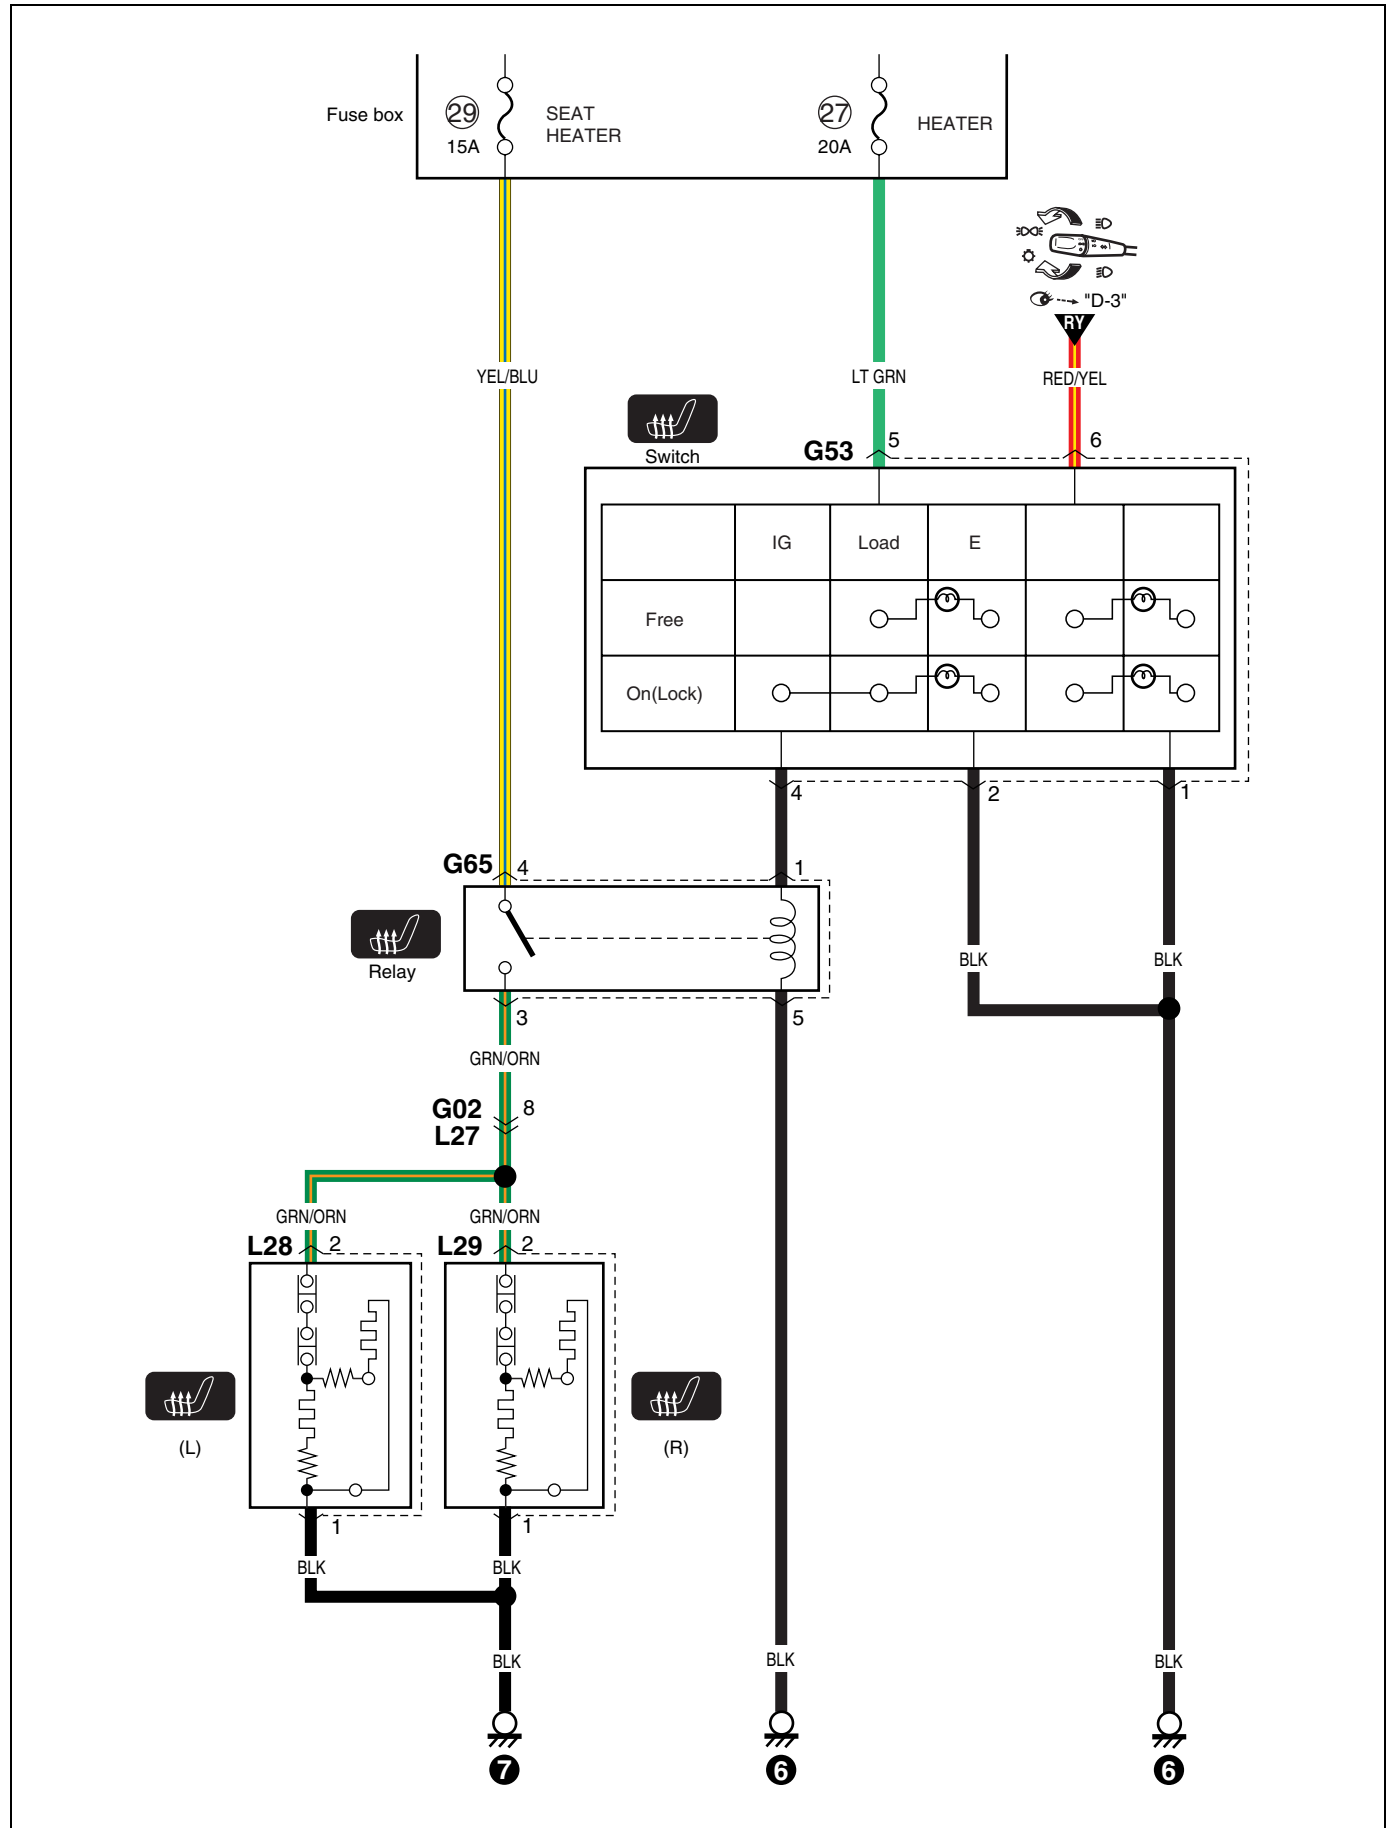 Fuse box
29
15A
SEAT
HEATER
27
20A
HEATER
"D-3"
RY
YEL/BLU
LT GRN
RED/YEL
Switch
G53
5
6
IG
Load
E
Free
On(Lock)
4
2
1
G65
4
1
Relay
BLK
BLK
3
5
GRN/ORN
G02
8
L27
GRN/ORN
GRN/ORN
L28
2
L29
2
(L)
(R)
1
1
BLK
BLK
BLK
BLK
BLK
7
6
6